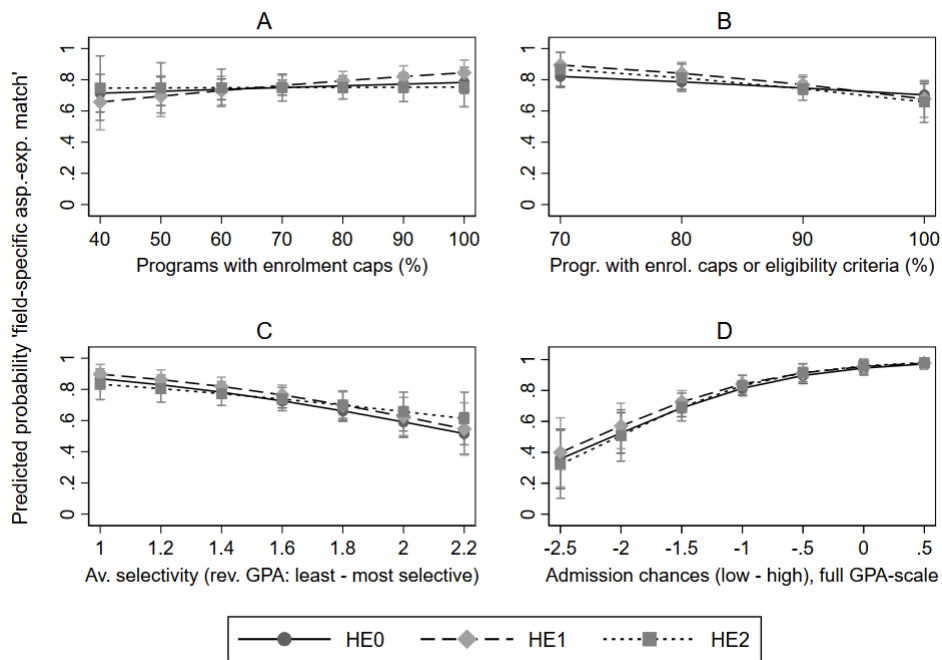 Predicted probability 'field-specific asp.-exp. match'
A
1
.8
.6
.4
.2
0
40 50 60 70 80 90 100
Programs with enrolment caps (%)
B
1
.8
.6
.4
.2
0
70 80 90 100
Progr. with enrol. caps or eligibility criteria (%)
C
1
.8
.6
.4
.2
0
1 1.2 1.4 1.6 1.8 2 2.2
Av. selectivity (rev. GPA: least - most selective)
D
1
.8
.6
.4
.2
0
-2.5 -2 -1.5 -1 -.5 0 .5
Admission chances (low - high), full GPA-scale
HE0 HE1 HE2